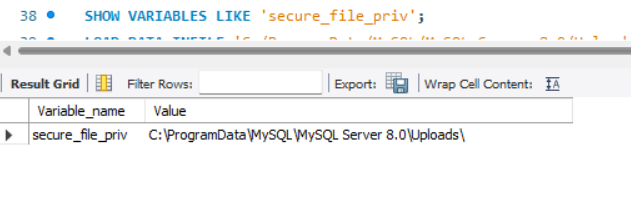 38 SHOW VARIABLES LIKE 'secure_file_priv';
Result Grid Filter Rows: Export: Wrap Cell Content:
Variable_name Value
secure_file_priv C:\ProgramData\MySQL\MySQL Server 8.0\Uploads\